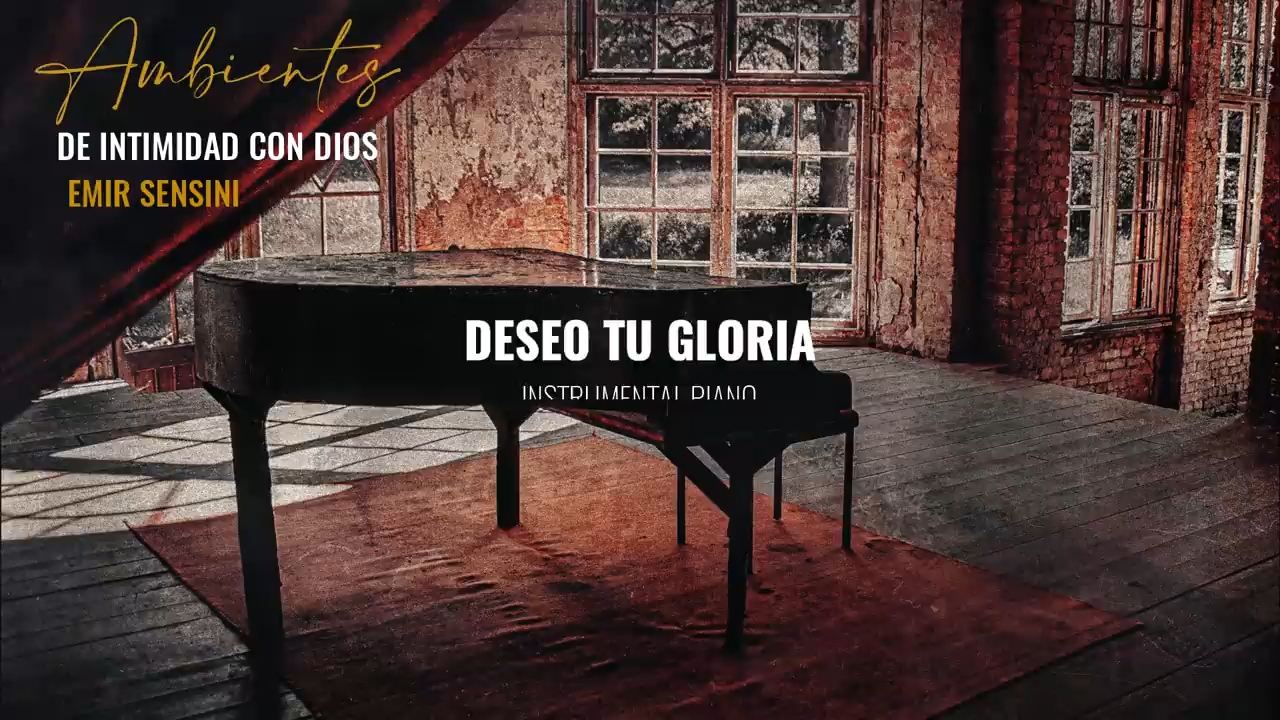 Ambientes
DE INTIMIDAD CON DIOS
EMIR SENSINI
DESEO TU GLORIA
INSTRUMENTAL PIANO